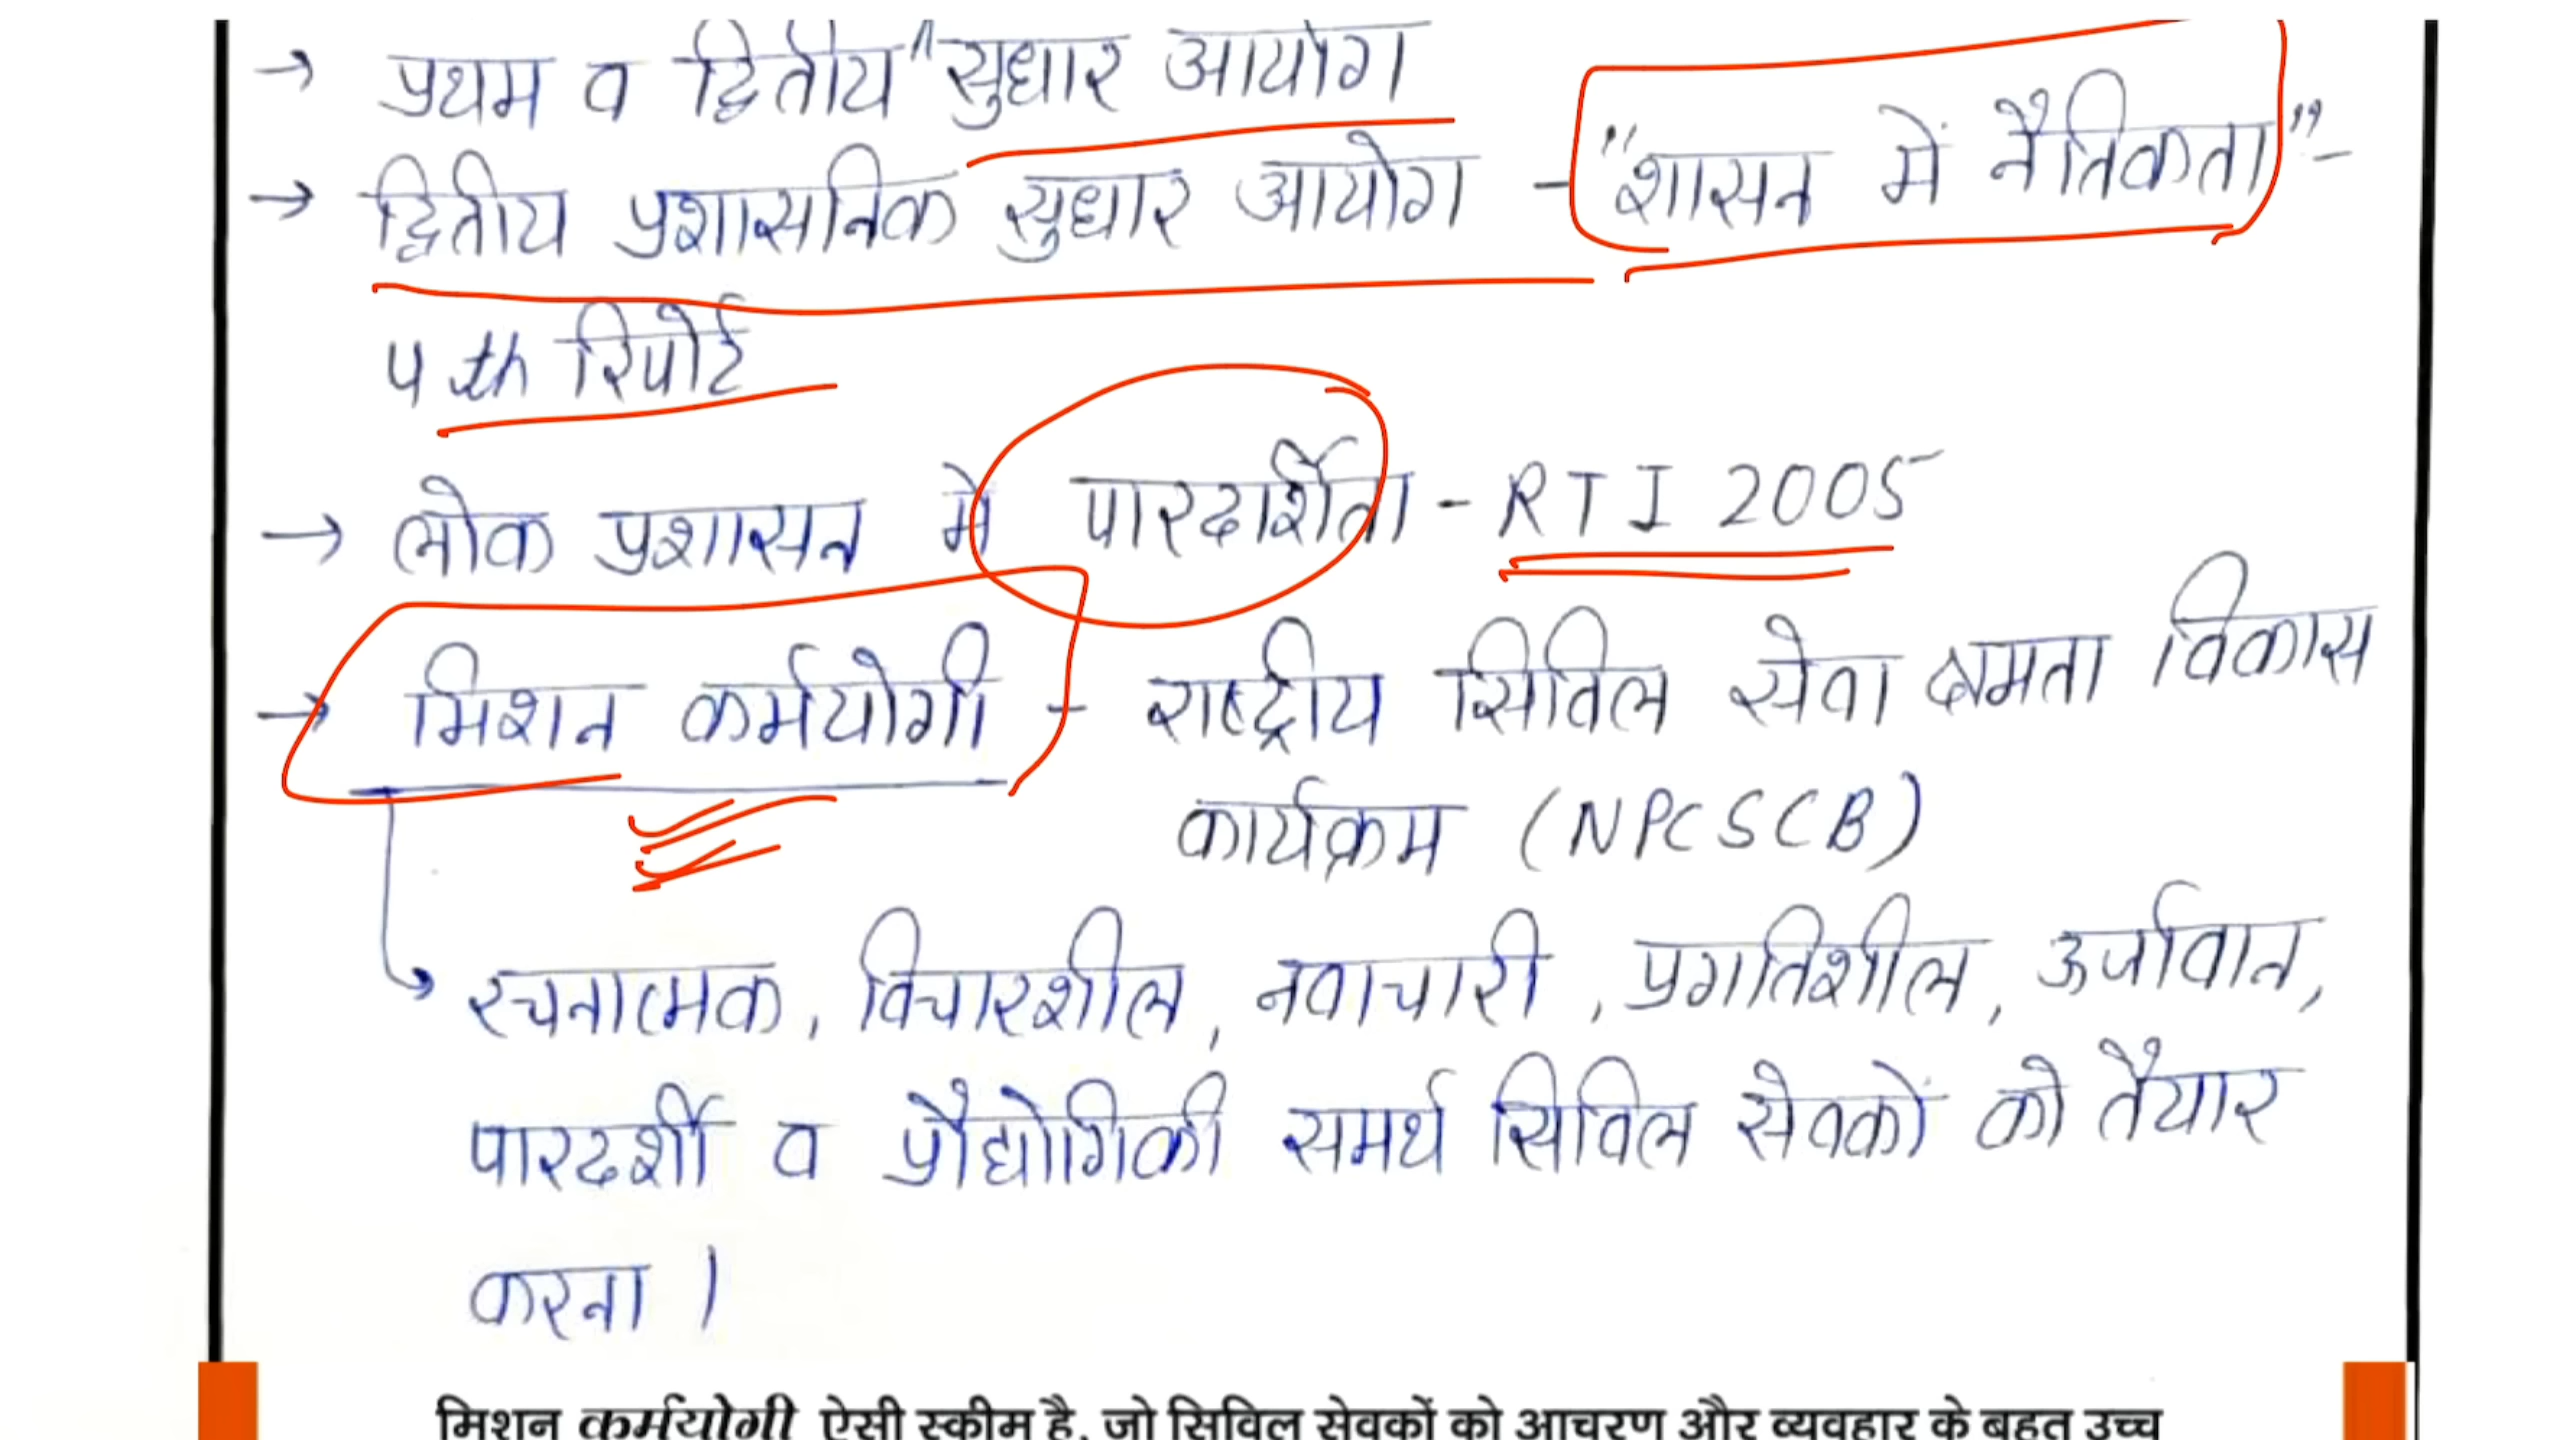 → प्रथम व द्वितीय " सुधार आयोग
→ द्वितीय प्रशासनिक सुधार आयोग - "शासन में नैतिकता" -
4 th रिपोर्ट
→ लोक प्रशासन में पारदर्शिता - RTI 2005
→ मिशन कर्मयोगी - राष्ट्रीय सिविल सेवा क्षमता विकास
कार्यक्रम (NPCSCB)
रचनात्मक, विचारशील, नवाचारी, प्रगतिशील, ऊर्जावान,
पारदर्शी व प्रौद्योगिकी समर्थ सिविल सेवकों को तैयार
करना ।
मिशन कर्मयोगी ऐसी स्कीम है, जो सिविल सेवकों को आचरण और व्यवहार के बहुत उच्च